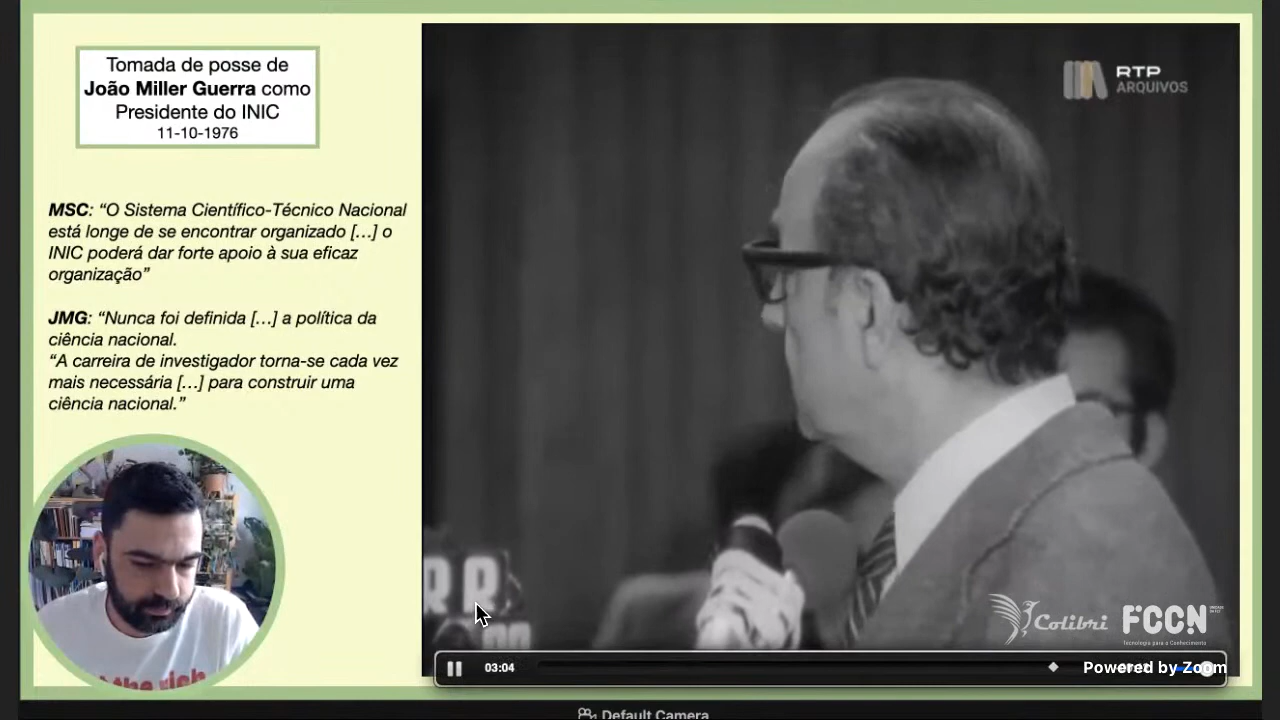 Tomada de posse de
João Miller Guerra como
Presidente do INIC
11-10-1976
MSC: “O Sistema Científico-Técnico Nacional
está longe de se encontrar organizado [...] o
INIC poderá dar forte apoio à sua eficaz
organização”
JMG: “Nunca foi definida [...] a política da
ciência nacional.
“A carreira de investigador torna-se cada vez
mais necessária [...] para construir uma
ciência nacional.”
RTP
ARQUIVOS
RR
the rich
Colibri
FCCN
Tecnologia para o Conhecimento
03:04
Powered by Zoom
Default Camera